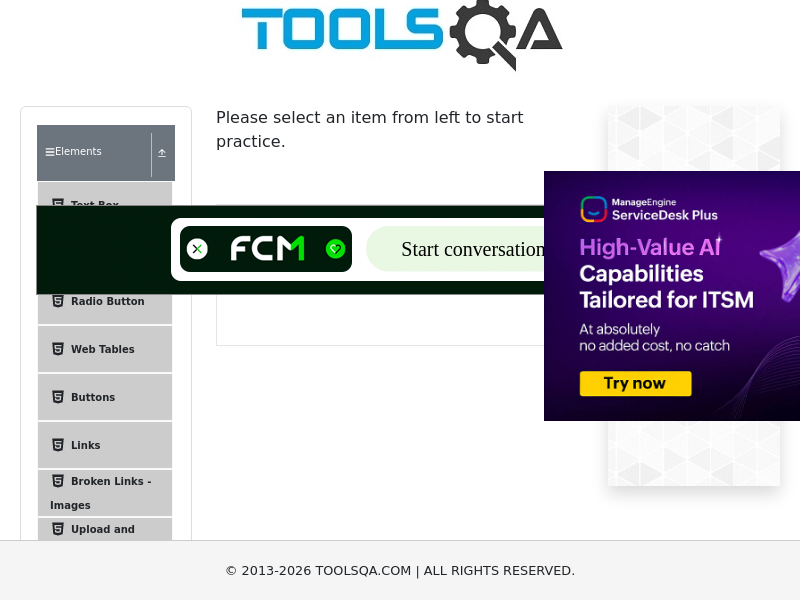 TOOLSQA
Please select an item from left to start
practice.
Elements
Text Box
FCM
Start conversation
Radio Button
Web Tables
Buttons
Links
Broken Links -
Images
Upload and
ManageEngine
ServiceDesk Plus
High-Value AI
Capabilities
Tailored for ITSM
At absolutely
no added cost, no catch
Try now
© 2013-2026 TOOLSQA.COM | ALL RIGHTS RESERVED.